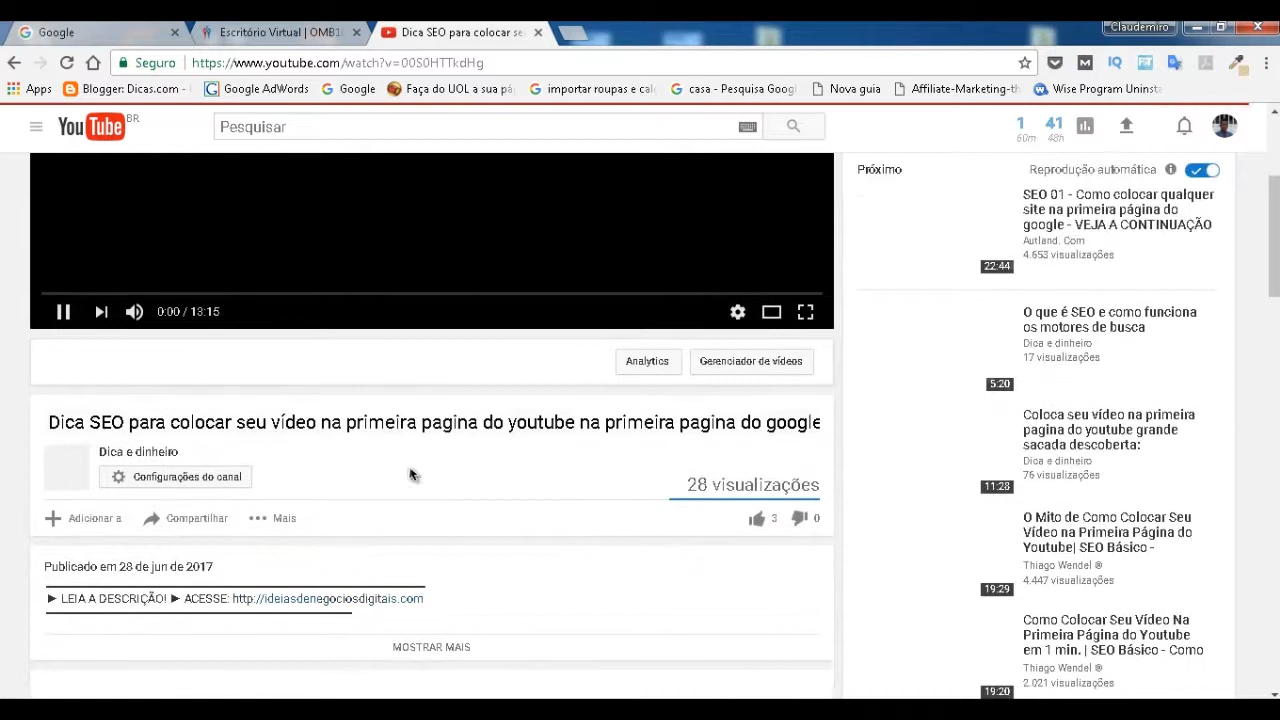 Google
Escritório Virtual | OMB1
Dica SEO para colocar se
Claudemiro
Seguro
https://www.youtube.com/watch?v=00S0HTTkdHg
Apps
Blogger: Dicas.com -
Google AdWords
Google
Faça do UOL a sua pá
importar roupas e calç
casa - Pesquisa Googl
Nova guia
Affiliate-Marketing-th
Wise Program Uninsta
YouTube BR
Pesquisar
1 41
60m 48h
0:00 / 13:15
Analytics
Gerenciador de vídeos
Dica SEO para colocar seu vídeo na primeira pagina do youtube na primeira pagina do google
Dica e dinheiro
Configurações do canal
28 visualizações
Adicionar a
Compartilhar
Mais
3
0
Publicado em 28 de jun de 2017
► LEIA A DESCRIÇÃO! ► ACESSE: http://ideiasdenegociosdigitais.com
MOSTRAR MAIS
Próximo
Reprodução automática
SEO 01 - Como colocar qualquer
site na primeira página do
google - VEJA A CONTINUAÇÃO
Autland. Com
4.653 visualizações
22:44
O que é SEO e como funciona
os motores de busca
Dica e dinheiro
17 visualizações
5:20
Coloca seu vídeo na primeira
pagina do youtube grande
sacada descoberta:
Dica e dinheiro
76 visualizações
11:28
O Mito de Como Colocar Seu
Vídeo na Primeira Página do
Youtube| SEO Básico -
Thiago Wendel ®
4.447 visualizações
19:29
Como Colocar Seu Vídeo Na
Primeira Página do Youtube
em 1 min. | SEO Básico - Como
Thiago Wendel ®
2.021 visualizações
19:20